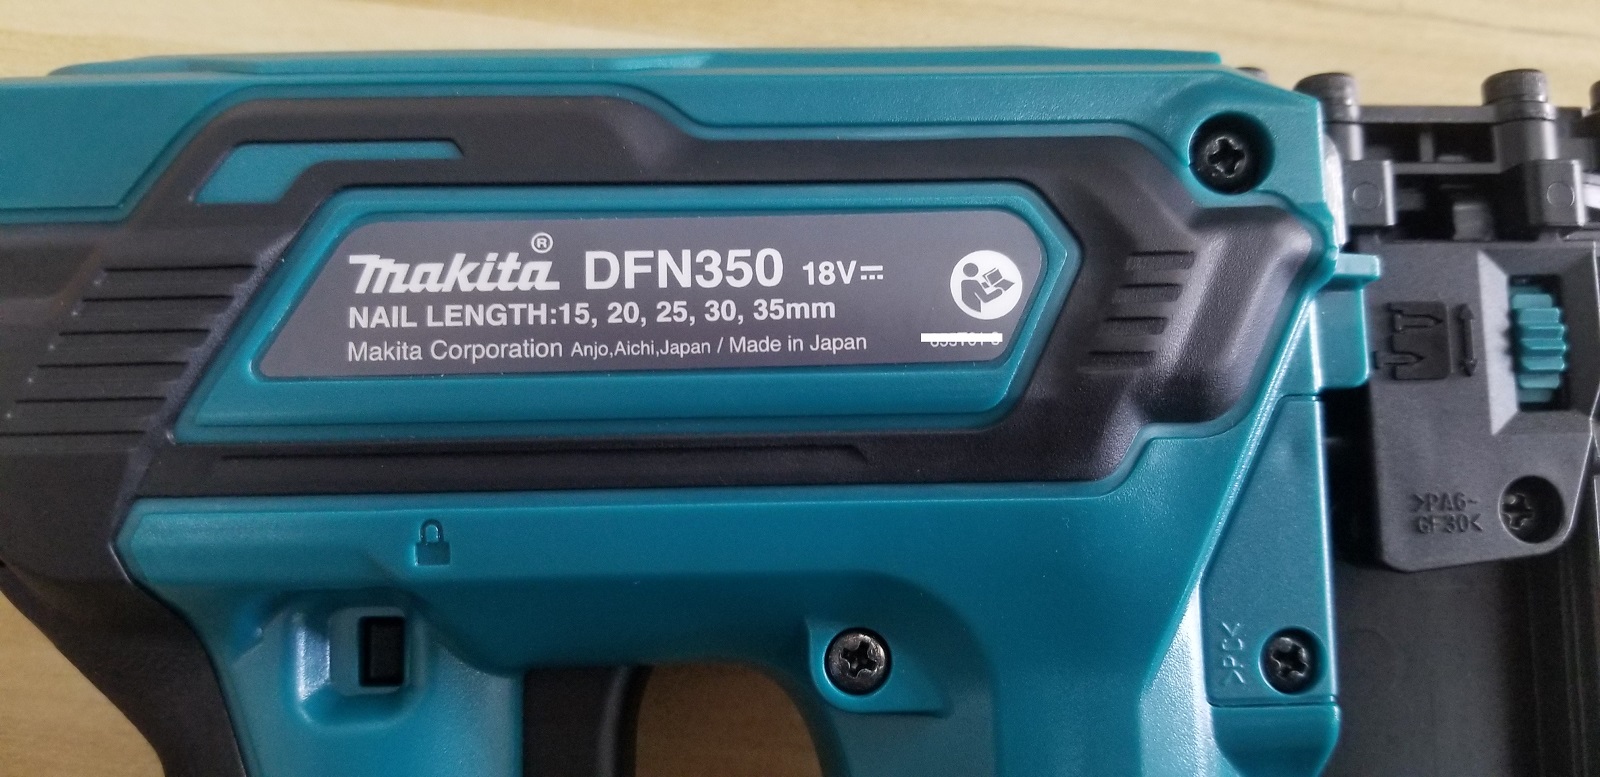 makita® DFN350 18V⎓
NAIL LENGTH:15, 20, 25, 30, 35mm
Makita Corporation Anjo,Aichi,Japan / Made in Japan
>PA6-
GF30<
>PC<